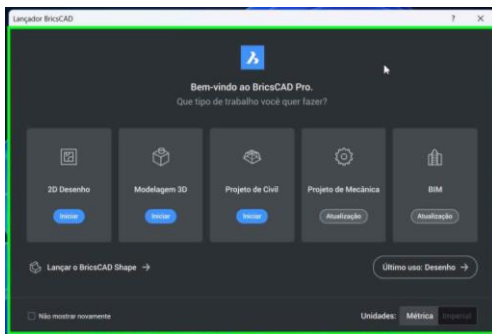 Lançador BricsCAD ? ×
Bem-vindo ao BricsCAD Pro.
Que tipo de trabalho você quer fazer?
2D Desenho Modelagem 3D Projeto de Civil Projeto de Mecânica BIM
Iniciar Iniciar Iniciar Atualização Atualização
Lançar o BricsCAD Shape → Último uso: Desenho →
Não mostrar novamente Unidades: Métrica Imperial